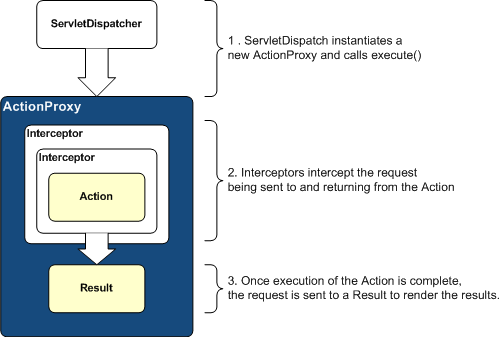 ServletDispatcher
1 . ServletDispatch instantiates a
new ActionProxy and calls execute()
ActionProxy
Interceptor
Interceptor
Action
2. Interceptors intercept the request
being sent to and returning from the Action
Result
3. Once execution of the Action is complete,
the request is sent to a Result to render the results.